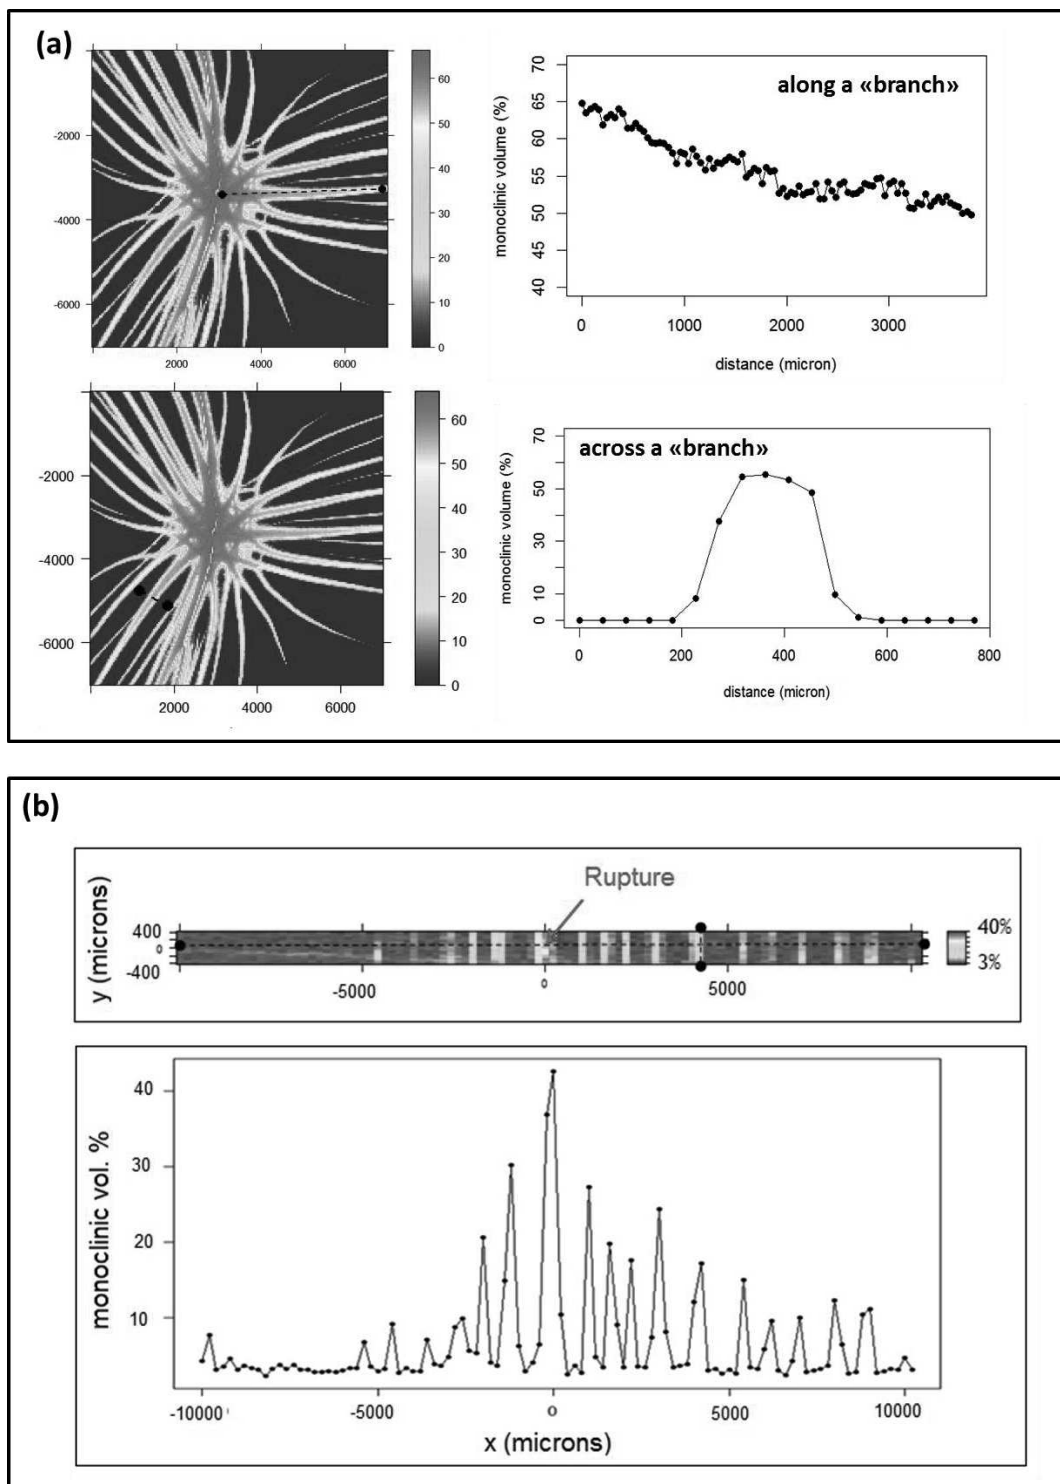 (a)
-2000
-4000
-6000
2000 4000 6000
60
50
40
30
20
10
0
along a «branch»
monoclinic volume (%)
70
65
60
55
50
45
40
0 1000 2000 3000
distance (micron)
-2000
-4000
-6000
2000 4000 6000
60
50
40
30
20
10
0
across a «branch»
monoclinic volume (%)
70
50
30
10
0
0 200 400 600 800
distance (micron)
(b)
Rupture
y (microns)
400
0
-400
40%
3%
-5000 0 5000
monoclinic vol. %
40
30
20
10
-10000 -5000 0 5000 10000
x (microns)